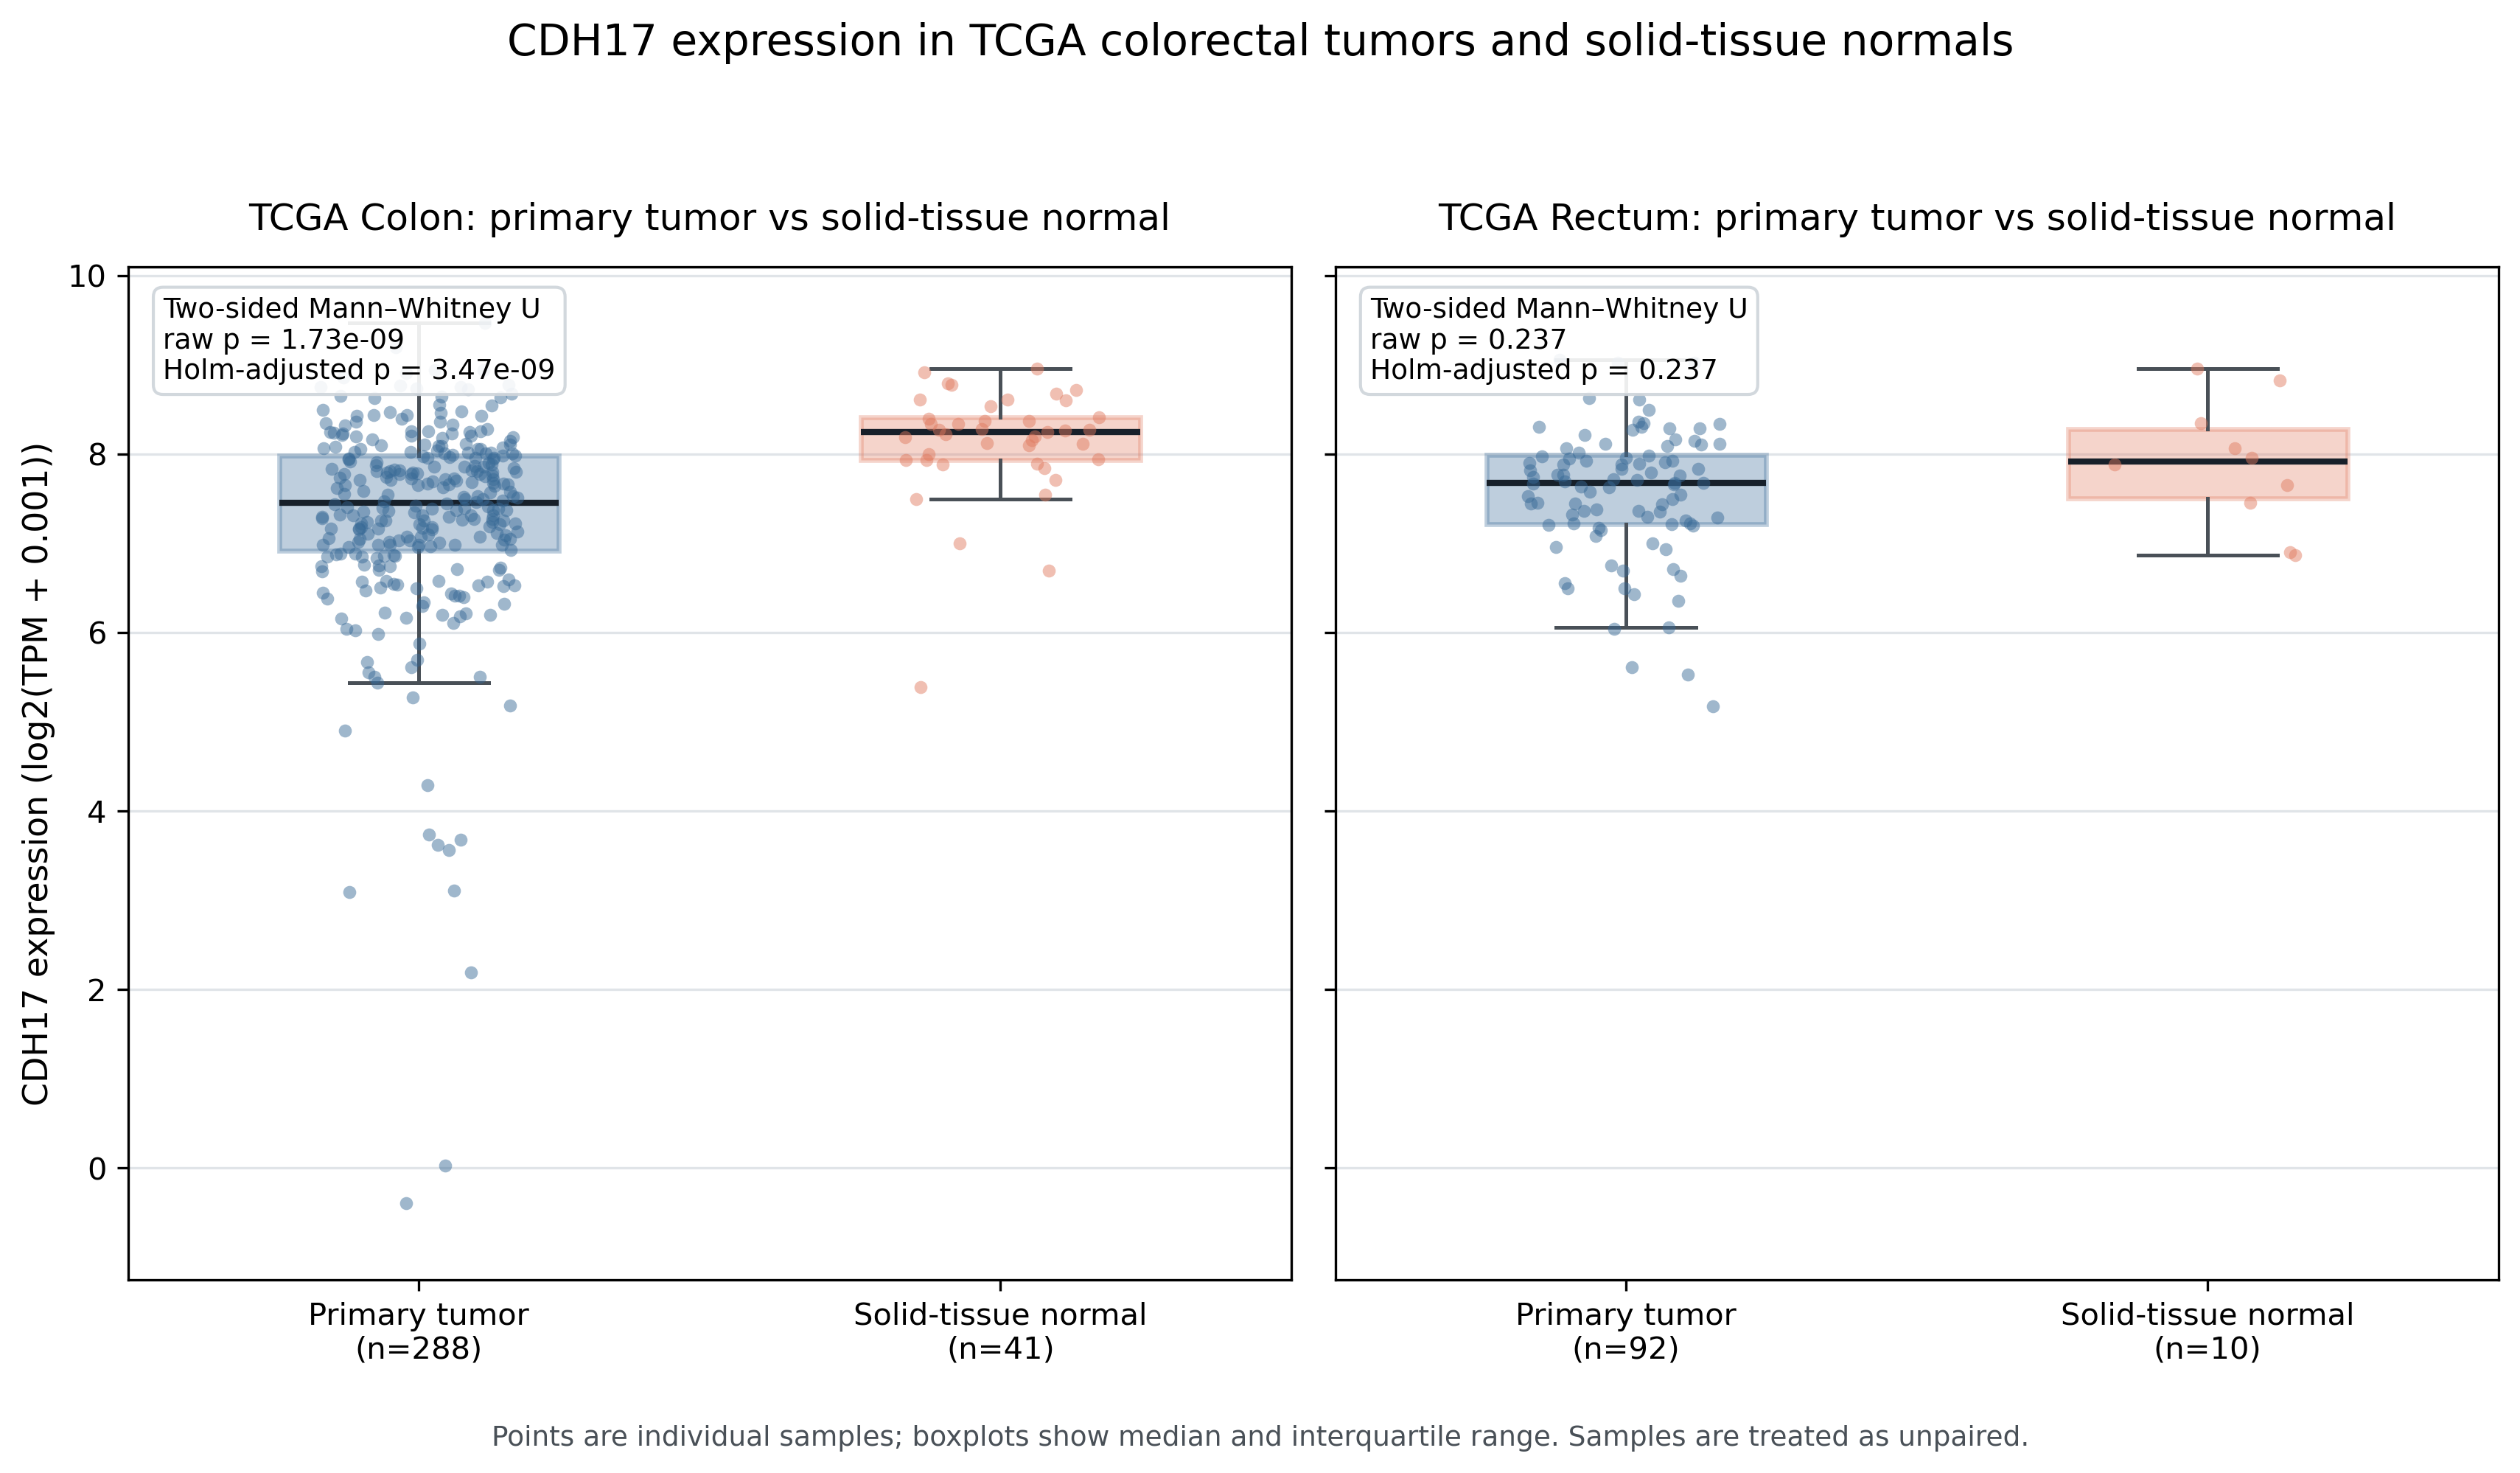 CDH17 expression in TCGA colorectal tumors and solid-tissue normals
TCGA Colon: primary tumor vs solid-tissue normal
TCGA Rectum: primary tumor vs solid-tissue normal
CDH17 expression (log2(TPM + 0.001))
10
8
6
4
2
0
Two-sided Mann–Whitney U
raw p = 1.73e-09
Holm-adjusted p = 3.47e-09
Two-sided Mann–Whitney U
raw p = 0.237
Holm-adjusted p = 0.237
Primary tumor
(n=288)
Solid-tissue normal
(n=41)
Primary tumor
(n=92)
Solid-tissue normal
(n=10)
Points are individual samples; boxplots show median and interquartile range. Samples are treated as unpaired.